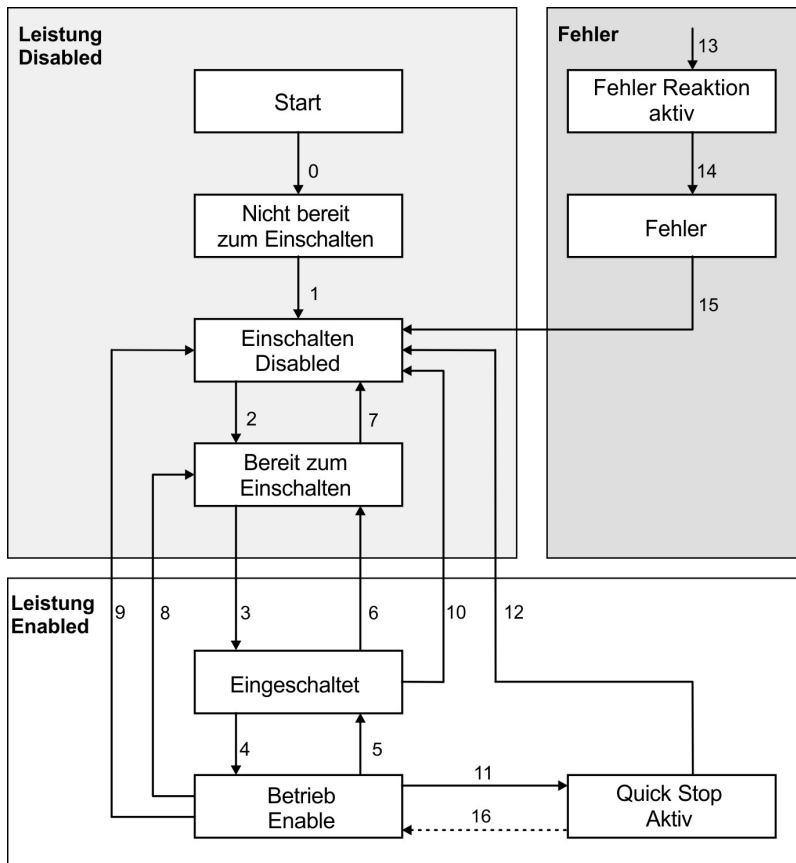 Leistung
Disabled
Start
0
Nicht bereit
zum Einschalten
1
Einschalten
Disabled
2
7
Bereit zum
Einschalten
Fehler
13
Fehler Reaktion
aktiv
14
Fehler
15
Leistung
Enabled
9
8
3
6
10
12
Eingeschaltet
4
5
Betrieb
Enable
11
16
Quick Stop
Aktiv